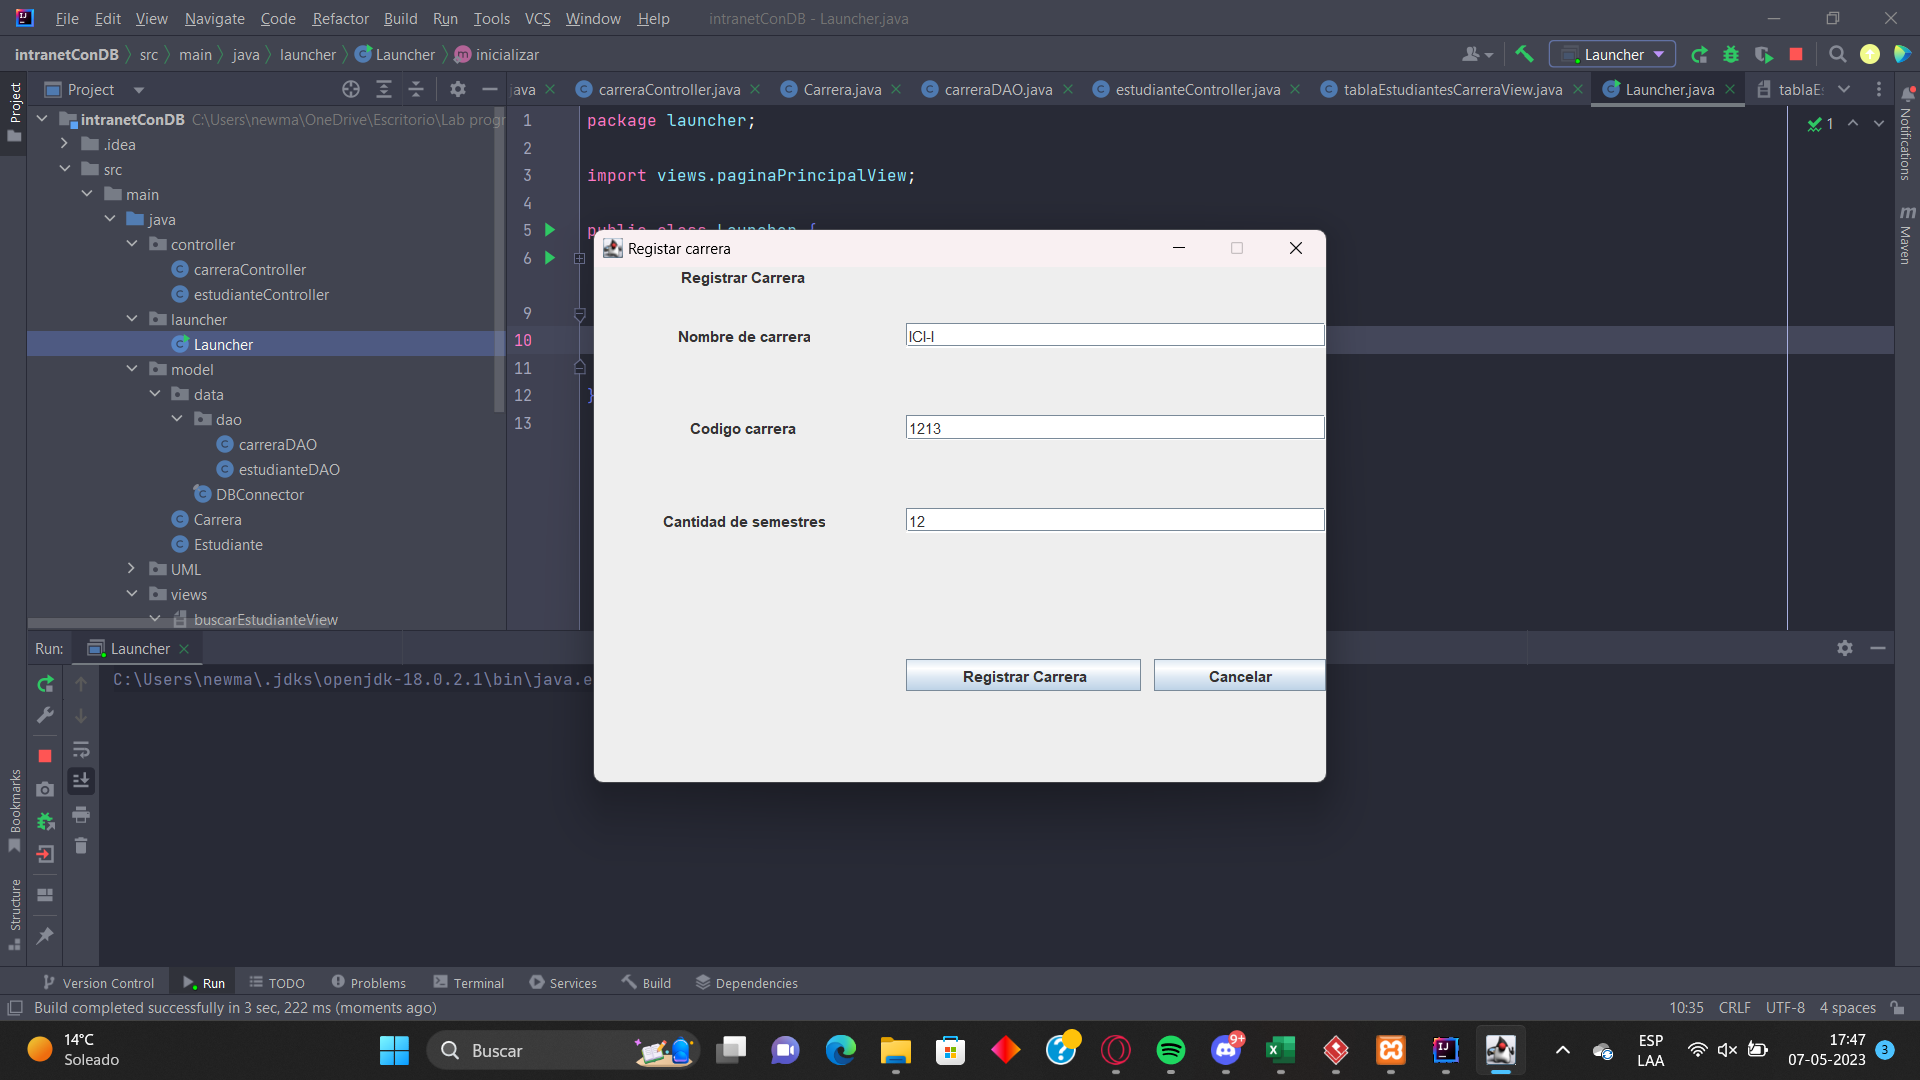 File Edit View Navigate Code Refactor Build Run Tools VCS Window Help intranetConDB - Launcher.java
intranetConDB src main java launcher Launcher inicializar Launcher
Project Project java carreraController.java Carrera.java carreraDAO.java estudianteController.java tablaEstudiantesCarreraView.java Launcher.java tablaEs
intranetConDB C:\Users\newma\OneDrive\Escritorio\Lab progr
.idea
src
main
java
controller
carreraController
estudianteController
launcher
Launcher
model
data
dao
carreraDAO
estudianteDAO
DBConnector
Carrera
Estudiante
UML
views
buscarEstudianteView
1 package launcher;
2
3 import views.paginaPrincipalView;
4
5 public class Launcher {
6
9
10
11
12 }
13
1
Notifications
Maven
Registar carrera
Registrar Carrera
Nombre de carrera ICI-I
Codigo carrera 1213
Cantidad de semestres 12
Registrar Carrera Cancelar
Run: Launcher
C:\Users\newma\.jdks\openjdk-18.0.2.1\bin\java.e
Bookmarks
Structure
Version Control Run TODO Problems Terminal Services Build Dependencies
Build completed successfully in 3 sec, 222 ms (moments ago) 10:35 CRLF UTF-8 4 spaces
14°C
Soleado
Buscar
9+
ESP
LAA
17:47
07-05-2023
3